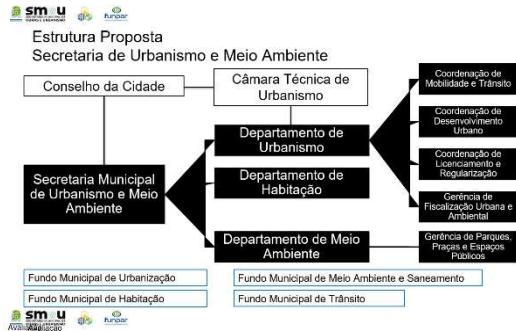 smou
funpar
Estrutura Proposta
Secretaria de Urbanismo e Meio Ambiente
Conselho da Cidade
Câmara Técnica de
Urbanismo
Coordenação de
Mobilidade e Trânsito
Departamento de
Urbanismo
Coordenação de
Desenvolvimento
Urbano
Secretaria Municipal
de Urbanismo e Meio
Ambiente
Departamento de
Habitação
Coordenação de
Licenciamento e
Regularização
Gerência de
Fiscalização Urbana e
Ambiental
Departamento de Meio
Ambiente
Gerência de Parques,
Praças e Espaços
Públicos
Fundo Municipal de Urbanização
Fundo Municipal de Meio Ambiente e Saneamento
Fundo Municipal de Habitação
Fundo Municipal de Trânsito
funpar